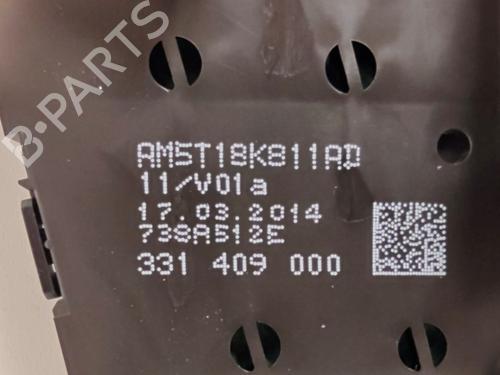 B-PARTS
AM5T18K811AD
11/V01a
17.03.2014
738A512E
331 409 000